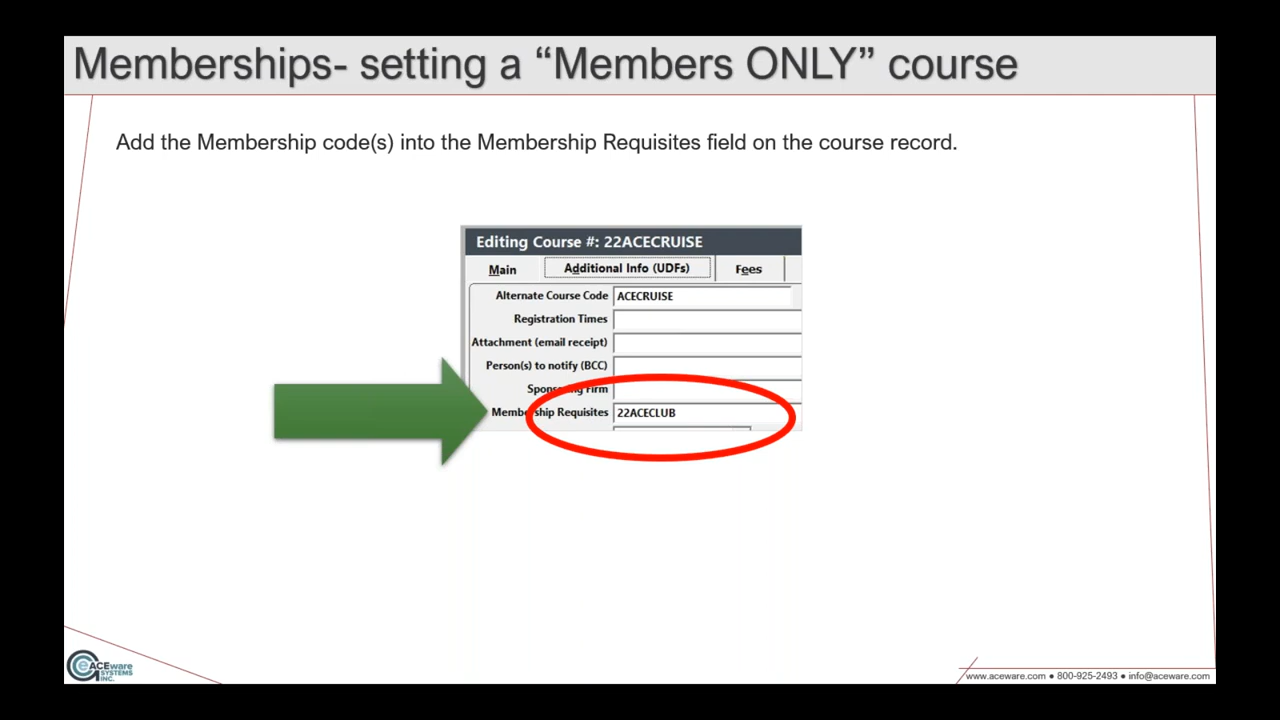 Memberships- setting a “Members ONLY” course
Add the Membership code(s) into the Membership Requisites field on the course record.
Editing Course #: 22ACECRUISE
Main Additional Info (UDFs) Fees
Alternate Course Code ACECRUISE
Registration Times
Attachment (email receipt)
Person(s) to notify (BCC)
Sponsoring Firm
Membership Requisites 22ACECLUB
ACEware
SYSTEMS
INC.
www.aceware.com ● 800-925-2493 ● info@aceware.com